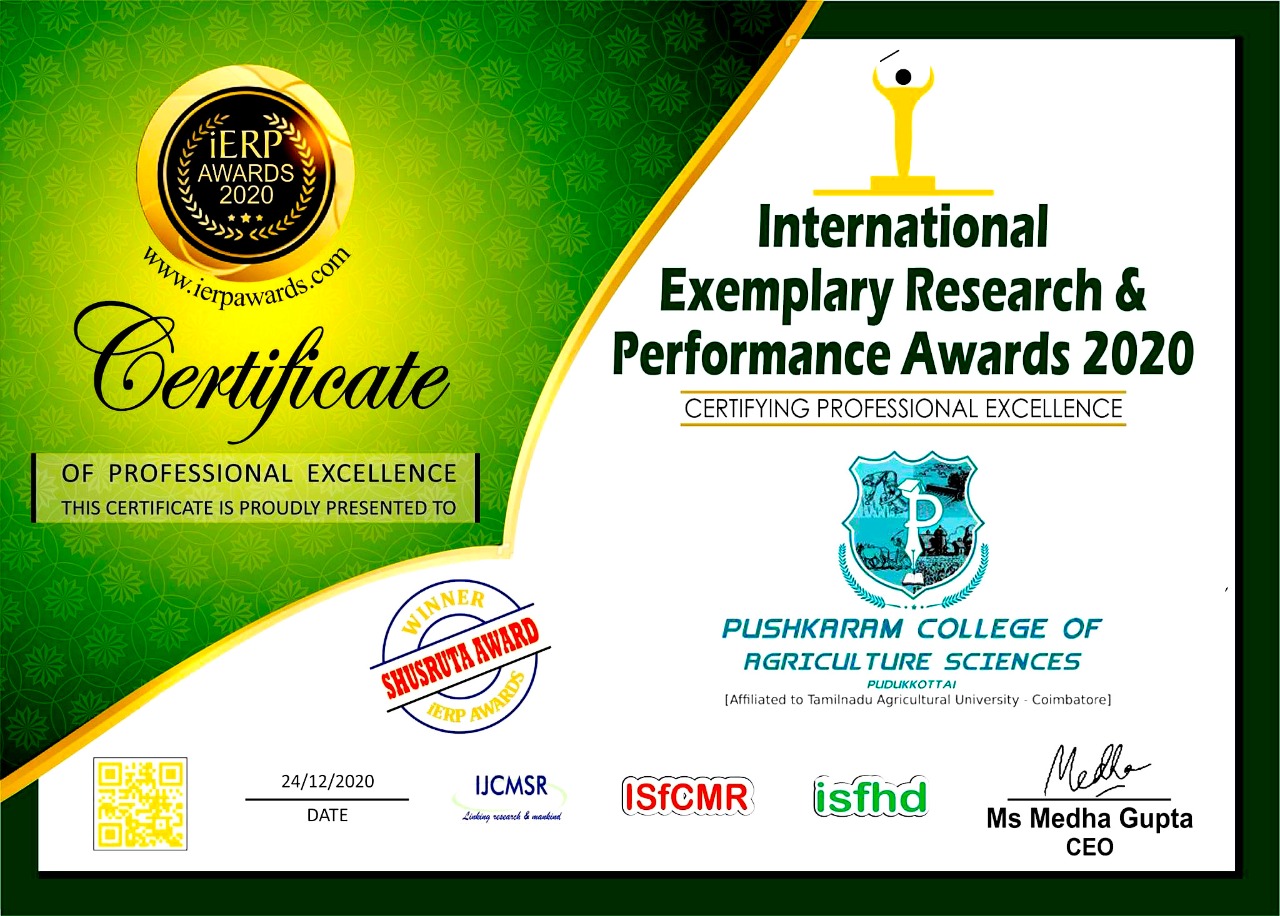 iERP
AWARDS
2020
www.ierpawards.com
Certificate
OF PROFESSIONAL EXCELLENCE
THIS CERTIFICATE IS PROUDLY PRESENTED TO
International
Exemplary Research &
Performance Awards 2020
CERTIFYING PROFESSIONAL EXCELLENCE
P
PUSHKARAM COLLEGE OF
AGRICULTURE SCIENCES
PUDUKKOTTAI
[Affiliated to Tamilnadu Agricultural University - Coimbatore]
WINNER
SHUSRUTA AWARD
iERP AWARDS
24/12/2020
DATE
IJCMSR
Linking research & mankind
ISfCMR
isfhd
Medha
Ms Medha Gupta
CEO